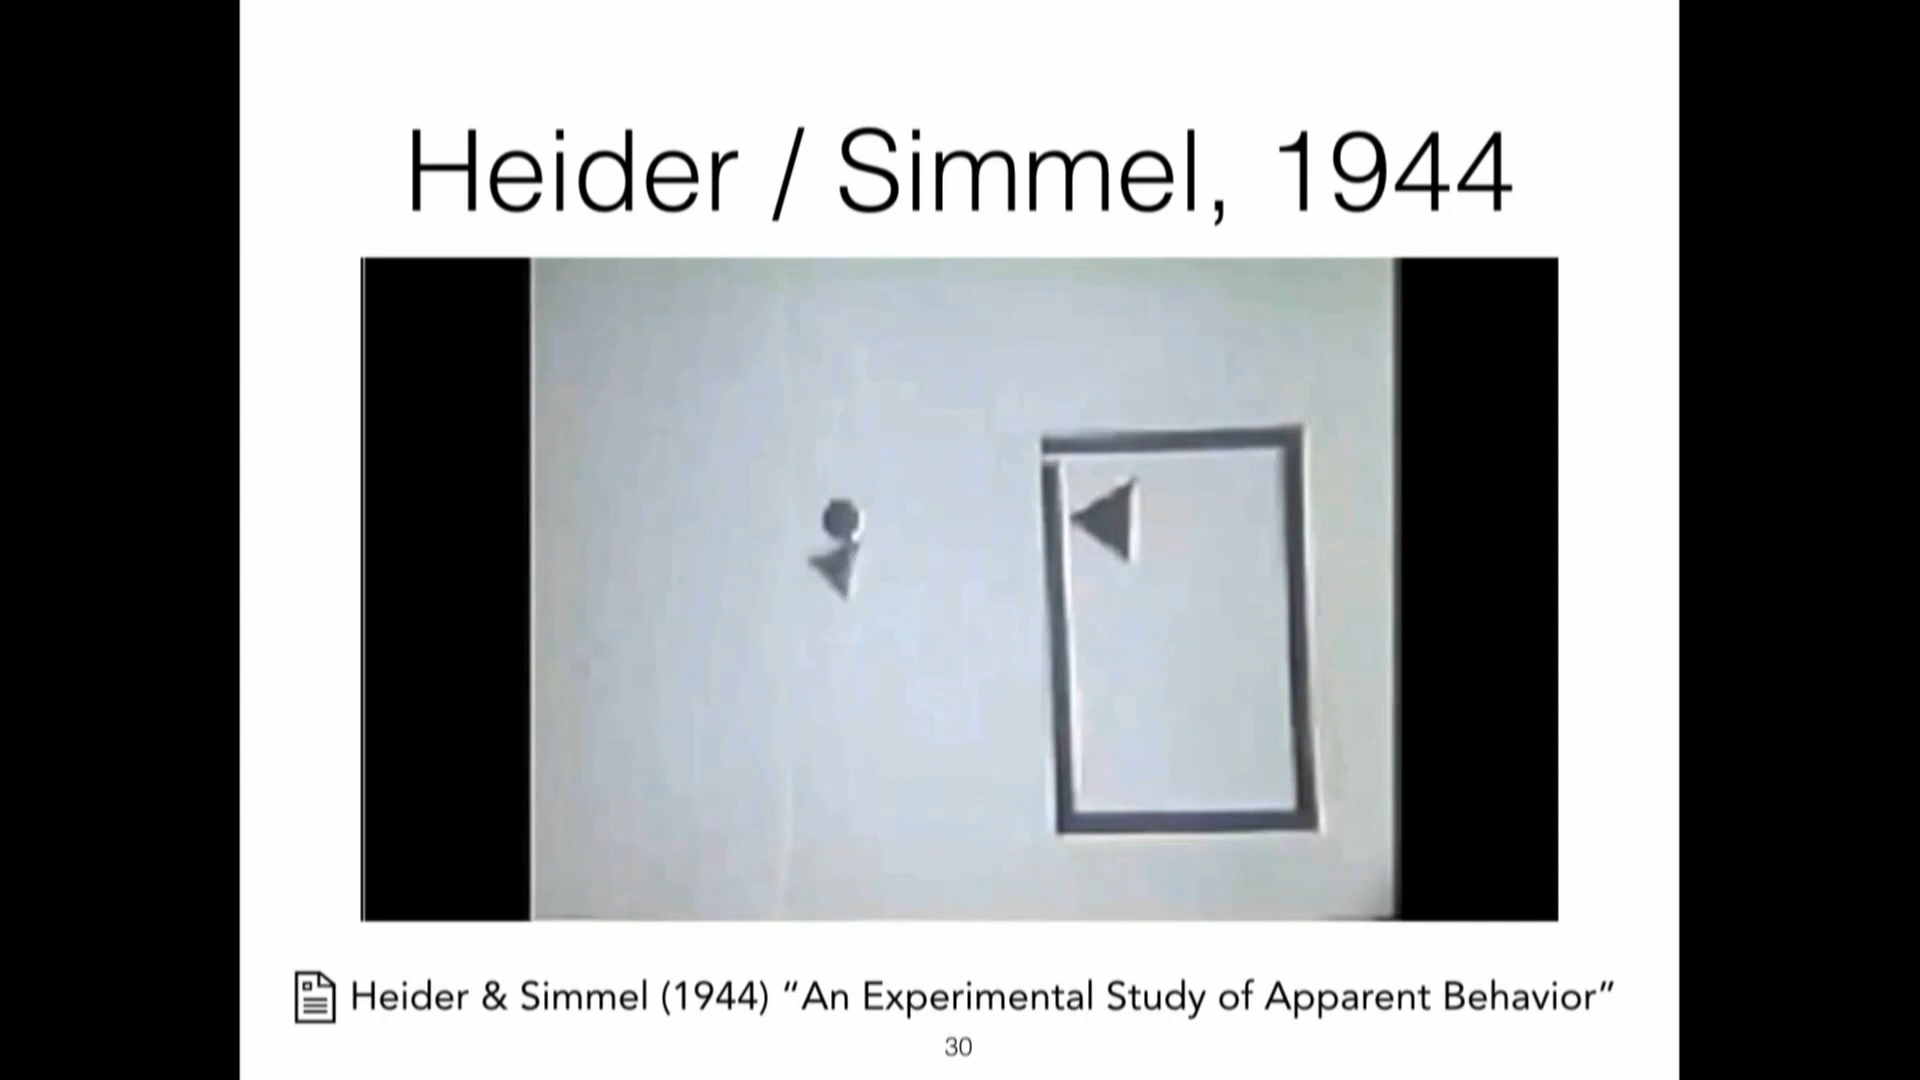 Heider / Simmel, 1944
Heider & Simmel (1944) “An Experimental Study of Apparent Behavior”
30